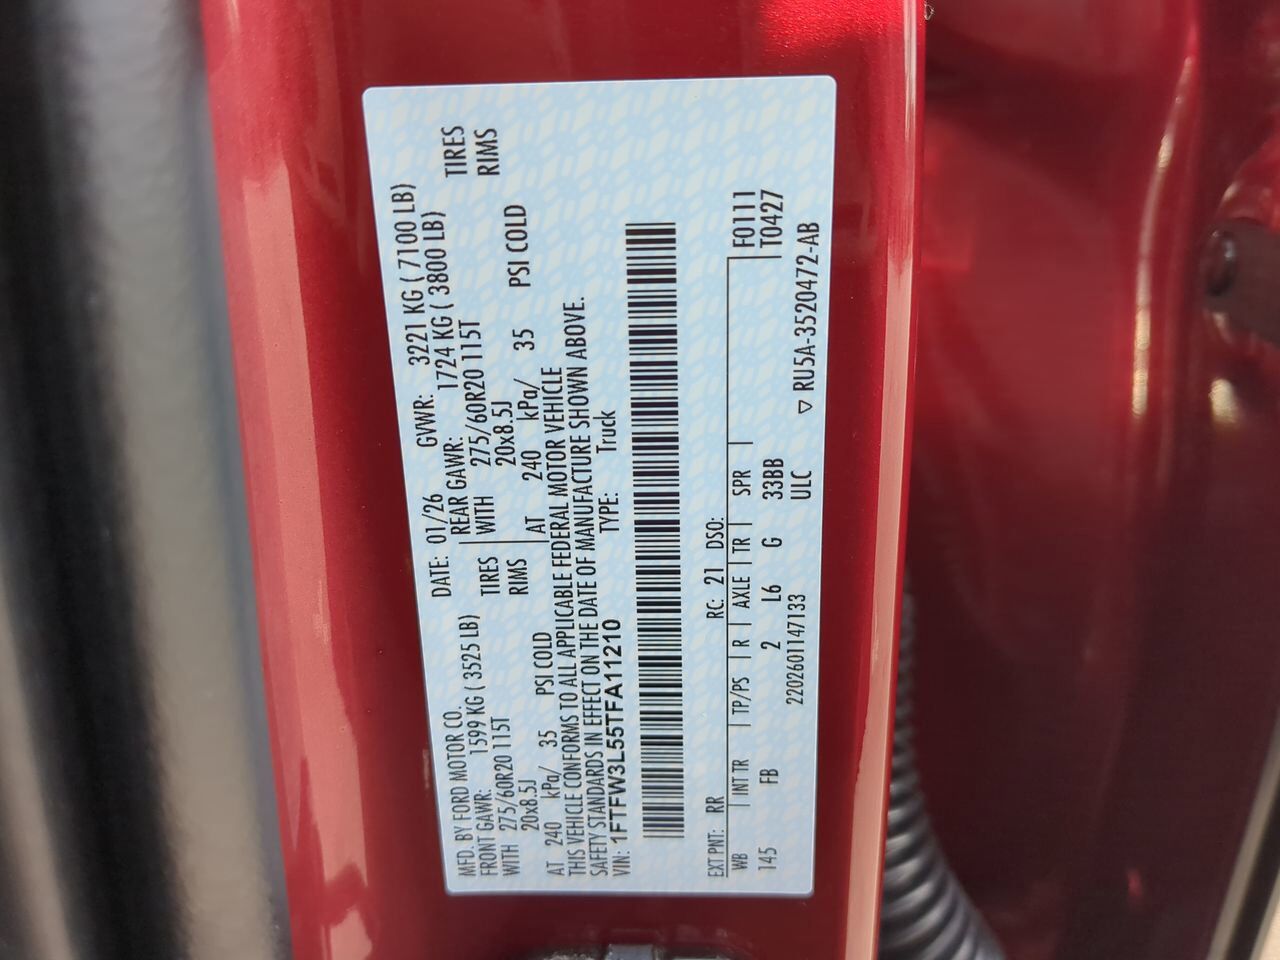 MFD. BY FORD MOTOR CO. DATE: 01/26 GVWR: 3221 KG ( 7100 LB)
FRONT GAWR: 1599 KG ( 3525 LB) REAR GAWR: 1724 KG ( 3800 LB)
WITH 275/60R20 115T TIRES WITH 275/60R20 115T TIRES
20x8.5J RIMS 20x8.5J RIMS
AT 240 kPa/ 35 PSI COLD AT 240 kPa/ 35 PSI COLD
THIS VEHICLE CONFORMS TO ALL APPLICABLE FEDERAL MOTOR VEHICLE
SAFETY STANDARDS IN EFFECT ON THE DATE OF MANUFACTURE SHOWN ABOVE.
VIN: 1FTFW3L55TFA11210 TYPE: Truck
EXT PNT: RR RC: 21 DSO: F0111
WB | INT TR | TP/PS | R | AXLE | TR | SPR | T0427
145 FB 2 L6 G 33BB
2202601147133 ULC ▽ RU5A-3520472-AB